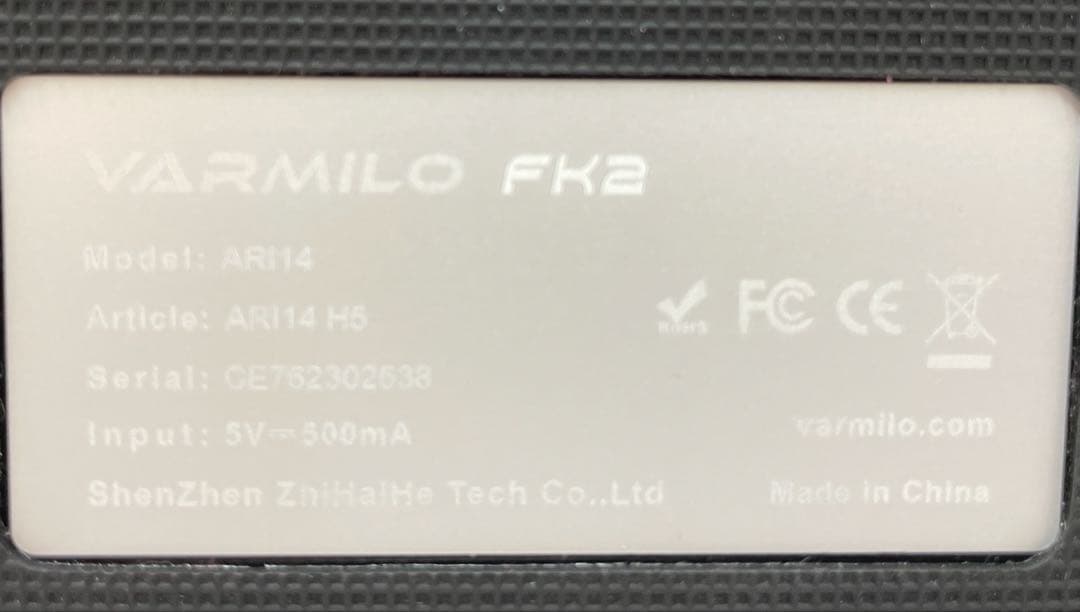 VARMILO FK2
Model: ARI14
Article: ARI14 H5
Serial: CE762302638
Input: 5V⎓500mA
RoHS FC CE
varmilo.com
ShenZhen ZhiHaiHe Tech Co.,Ltd
Made in China